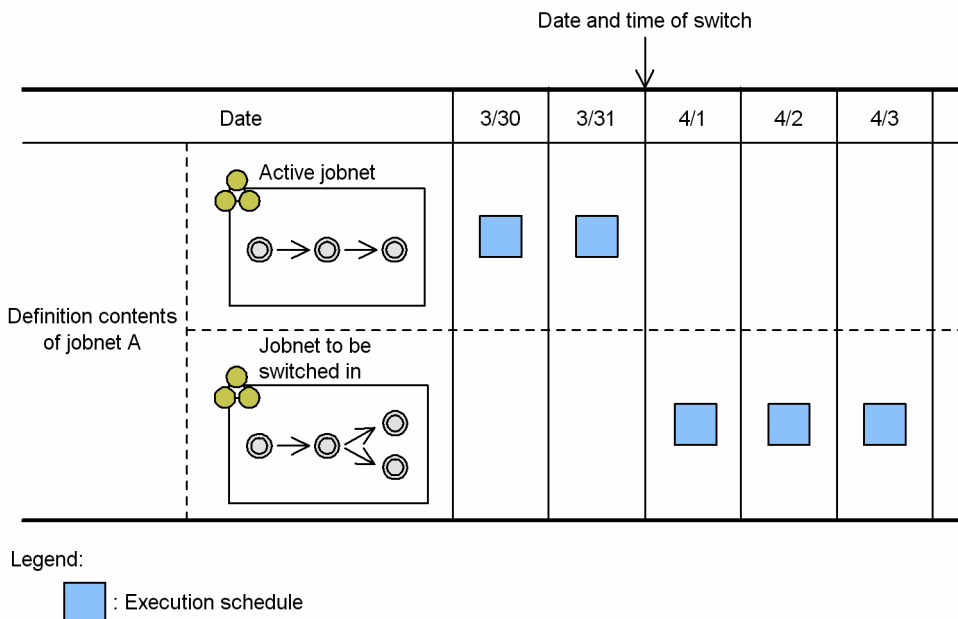 Date and time of switch
Date 3/30 3/31 4/1 4/2 4/3
Active jobnet
Definition contents
of jobnet A
Jobnet to be
switched in
Legend:
: Execution schedule